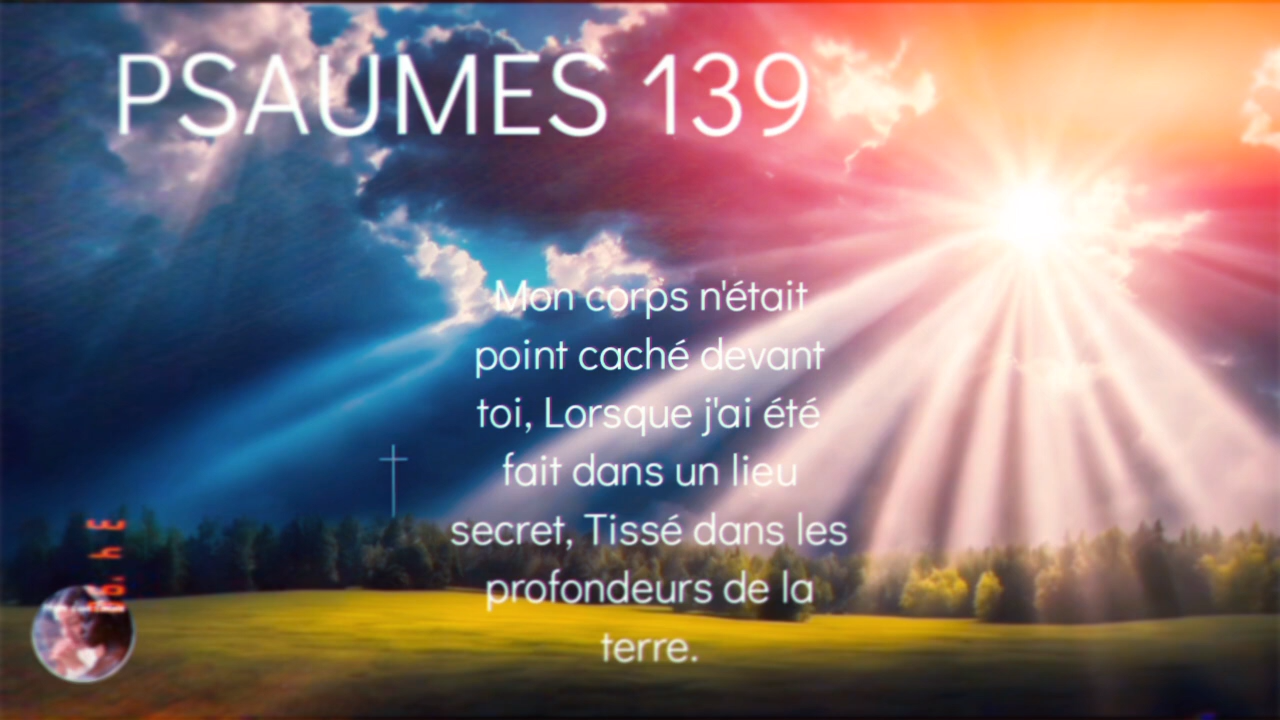 PSAUMES 139
Mon corps n'était
point caché devant
toi, Lorsque j'ai été
fait dans un lieu
secret, Tissé dans les
profondeurs de la
terre.